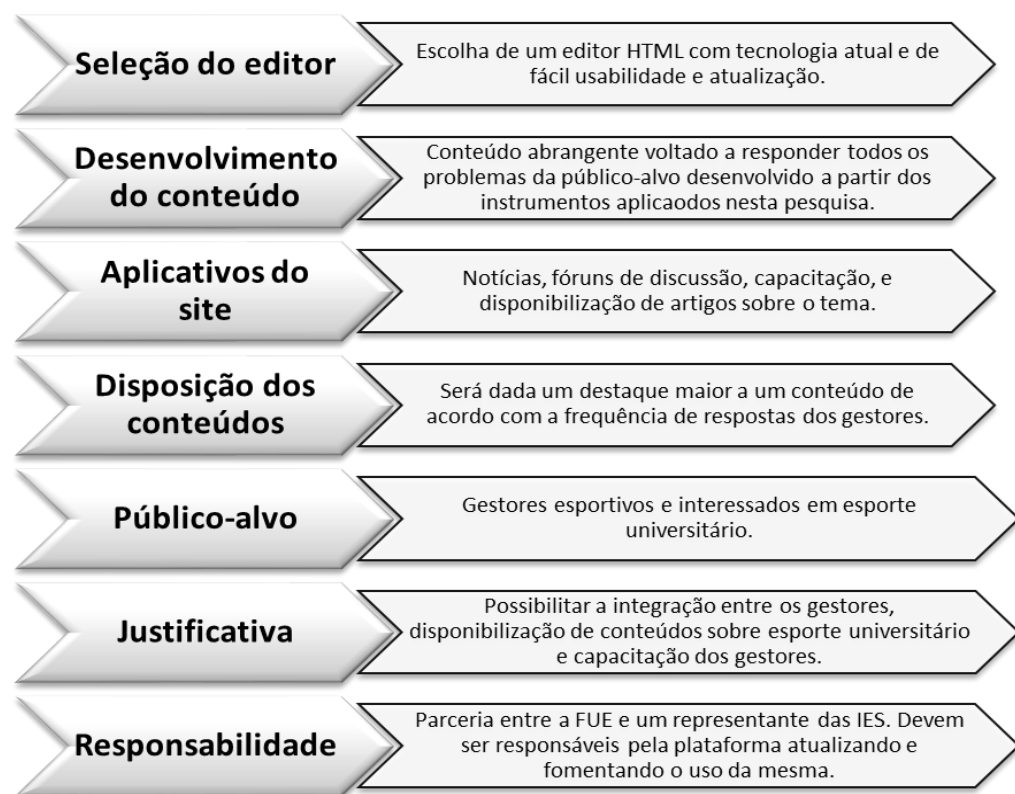 Seleção do editor
Escolha de um editor HTML com tecnologia atual e de
fácil usabilidade e atualização.
Desenvolvimento
do conteúdo
Conteúdo abrangente voltado a responder todos os
problemas da público-alvo desenvolvido a partir dos
instrumentos aplicaodos nesta pesquisa.
Aplicativos do
site
Notícias, fóruns de discussão, capacitação, e
disponibilização de artigos sobre o tema.
Disposição dos
conteúdos
Será dada um destaque maior a um conteúdo de
acordo com a frequência de respostas dos gestores.
Público-alvo
Gestores esportivos e interessados em esporte
universitário.
Justificativa
Possibilitar a integração entre os gestores,
disponibilização de conteúdos sobre esporte universitário
e capacitação dos gestores.
Responsabilidade
Parceria entre a FUE e um representante das IES. Devem
ser responsáveis pela plataforma atualizando e
fomentando o uso da mesma.